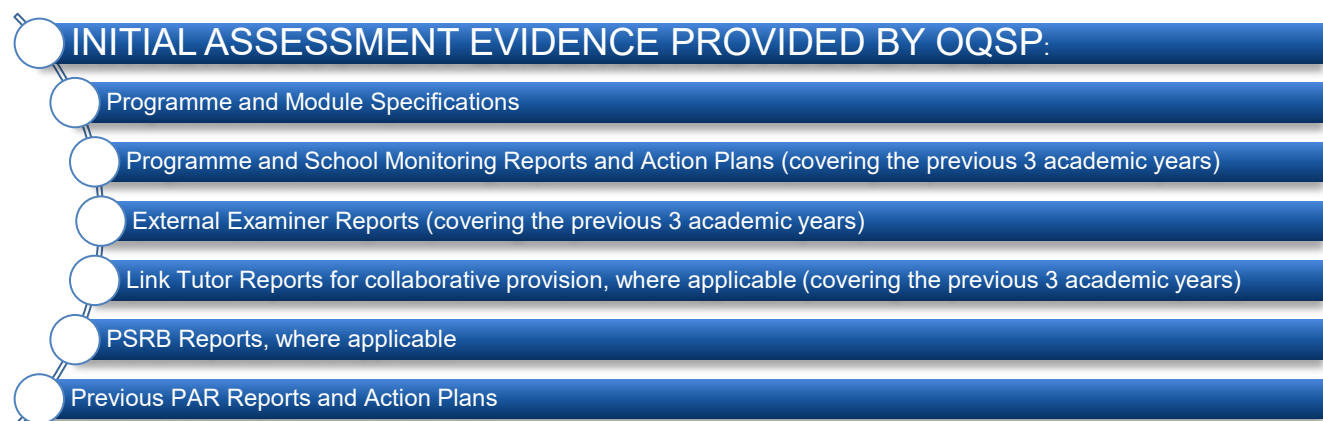 INITIAL ASSESSMENT EVIDENCE PROVIDED BY OQSP:
Programme and Module Specifications
Programme and School Monitoring Reports and Action Plans (covering the previous 3 academic years)
External Examiner Reports (covering the previous 3 academic years)
Link Tutor Reports for collaborative provision, where applicable (covering the previous 3 academic years)
PSRB Reports, where applicable
Previous PAR Reports and Action Plans